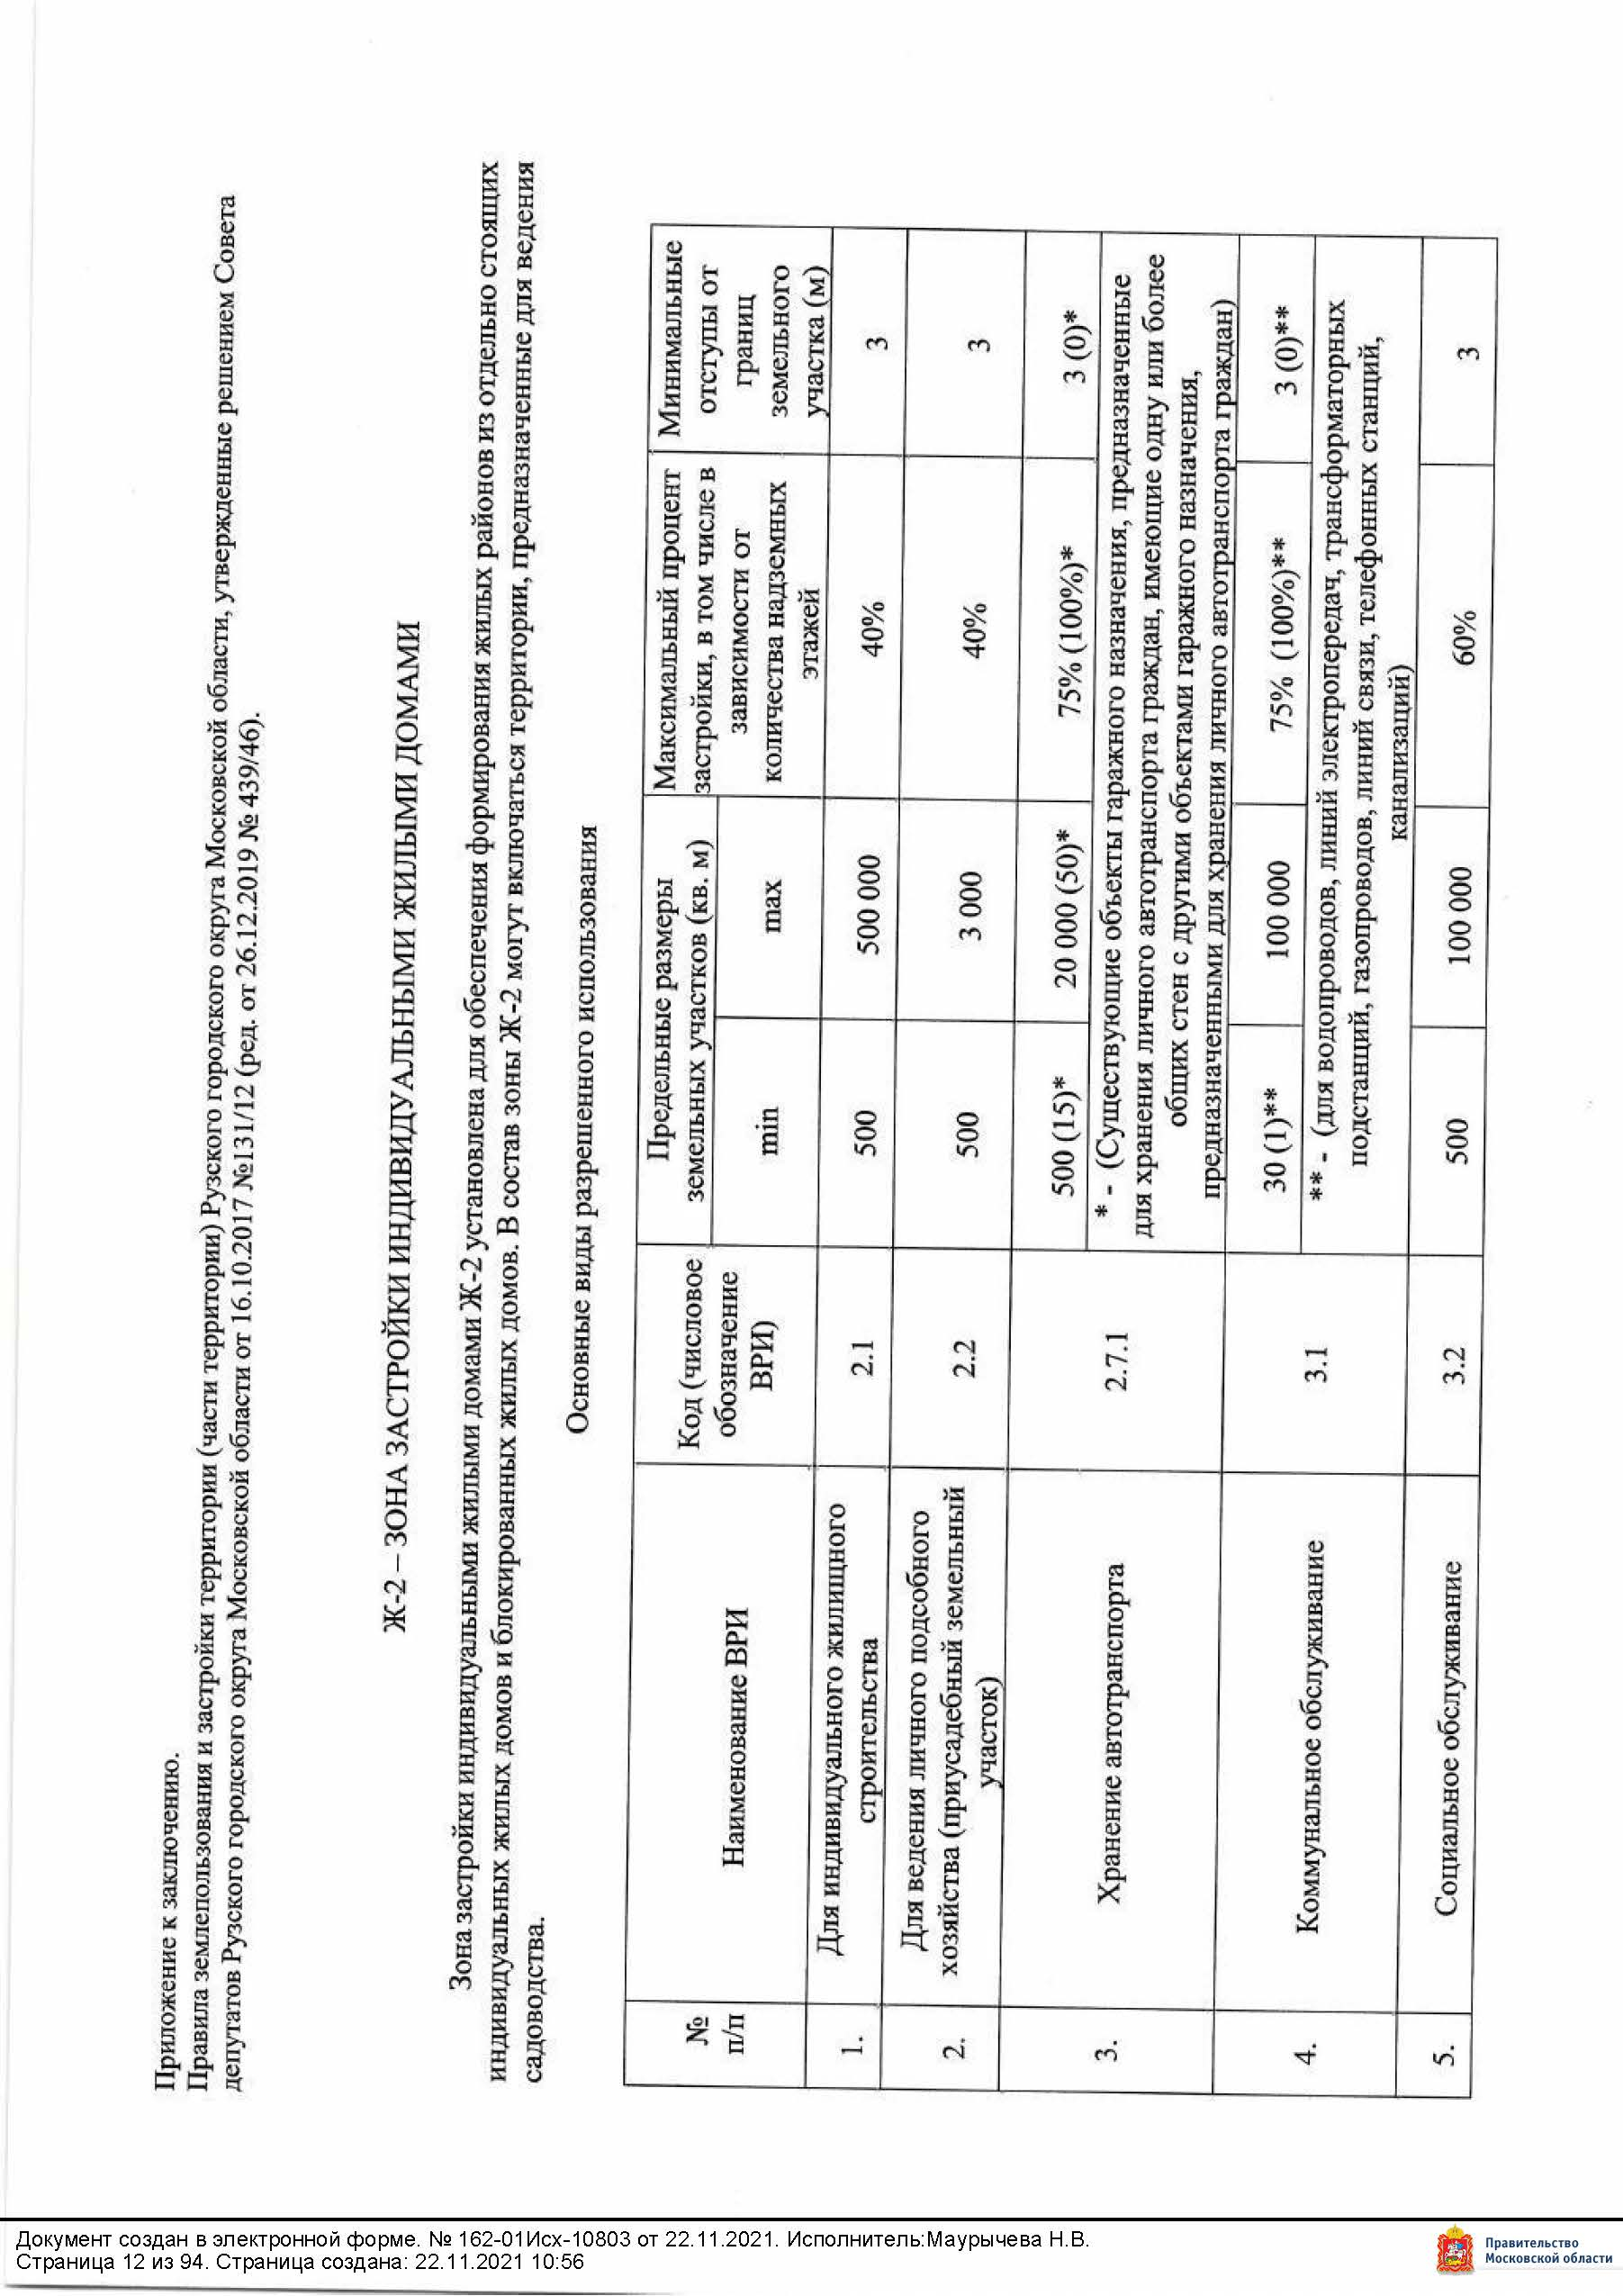 Приложение к заключению.
Правила землепользования и застройки территории (части территории) Рузского городского округа Московской области, утвержденные решением Совета
депутатов Рузского городского округа Московской области от 16.10.2017 №131/12 (ред. от 26.12.2019 № 439/46).
Ж-2 – ЗОНА ЗАСТРОЙКИ ИНДИВИДУАЛЬНЫМИ ЖИЛЫМИ ДОМАМИ
Зона застройки индивидуальными жилыми домами Ж-2 установлена для обеспечения формирования жилых районов из отдельно стоящих
индивидуальных жилых домов и блокированных жилых домов. В состав зоны Ж-2 могут включаться территории, предназначенные для ведения
садоводства.
Основные виды разрешенного использования
№
п/п
Наименование ВРИ
Код (числовое
обозначение
ВРИ)
Предельные размеры
земельных участков (кв. м)
min
max
Максимальный процент
застройки, в том числе в
зависимости от
количества надземных
этажей
Минимальные
отступы от
границ
земельного
участка (м)
1.
Для индивидуального жилищного
строительства
2.1
500
500 000
40%
3
2.
Для ведения личного подсобного
хозяйства (приусадебный земельный
участок)
2.2
500
3 000
40%
3
3.
Хранение автотранспорта
2.7.1
500 (15)*
20 000 (50)*
75% (100%)*
3 (0)*
* - (Существующие объекты гаражного назначения, предназначенные
для хранения личного автотранспорта граждан, имеющие одну или более
общих стен с другими объектами гаражного назначения,
предназначенными для хранения личного автотранспорта граждан)
4.
Коммунальное обслуживание
3.1
30 (1)**
100 000
75% (100%)**
3 (0)**
** - (для водопроводов, линий электропередач, трансформаторных
подстанций, газопроводов, линий связи, телефонных станций,
канализаций)
5.
Социальное обслуживание
3.2
500
100 000
60%
3
Документ создан в электронной форме. № 162-01Исх-10803 от 22.11.2021. Исполнитель:Маурычева Н.В.
Страница 12 из 94. Страница создана: 22.11.2021 10:56
Правительство
Московской области